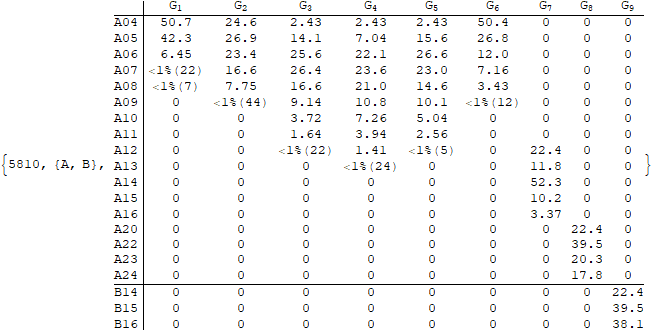 G₁ G₂ G₃ G₄ G₅ G₆ G₇ G₈ G₉
A04 50.7 24.6 2.43 2.43 2.43 50.4 0 0 0
A05 42.3 26.9 14.1 7.04 15.6 26.8 0 0 0
A06 6.45 23.4 25.6 22.1 26.6 12.0 0 0 0
A07 <1%(22) 16.6 26.4 23.6 23.0 7.16 0 0 0
A08 <1%(7) 7.75 16.6 21.0 14.6 3.43 0 0 0
A09 0 <1%(44) 9.14 10.8 10.1 <1%(12) 0 0 0
A10 0 0 3.72 7.26 5.04 0 0 0 0
A11 0 0 1.64 3.94 2.56 0 0 0 0
A12 0 0 <1%(22) 1.41 <1%(5) 0 22.4 0 0
{5810, {A, B}, A13 0 0 0 <1%(24) 0 0 11.8 0 0 }
A14 0 0 0 0 0 0 52.3 0 0
A15 0 0 0 0 0 0 10.2 0 0
A16 0 0 0 0 0 0 3.37 0 0
A20 0 0 0 0 0 0 0 22.4 0
A22 0 0 0 0 0 0 0 39.5 0
A23 0 0 0 0 0 0 0 20.3 0
A24 0 0 0 0 0 0 0 17.8 0
B14 0 0 0 0 0 0 0 0 22.4
B15 0 0 0 0 0 0 0 0 39.5
B16 0 0 0 0 0 0 0 0 38.1